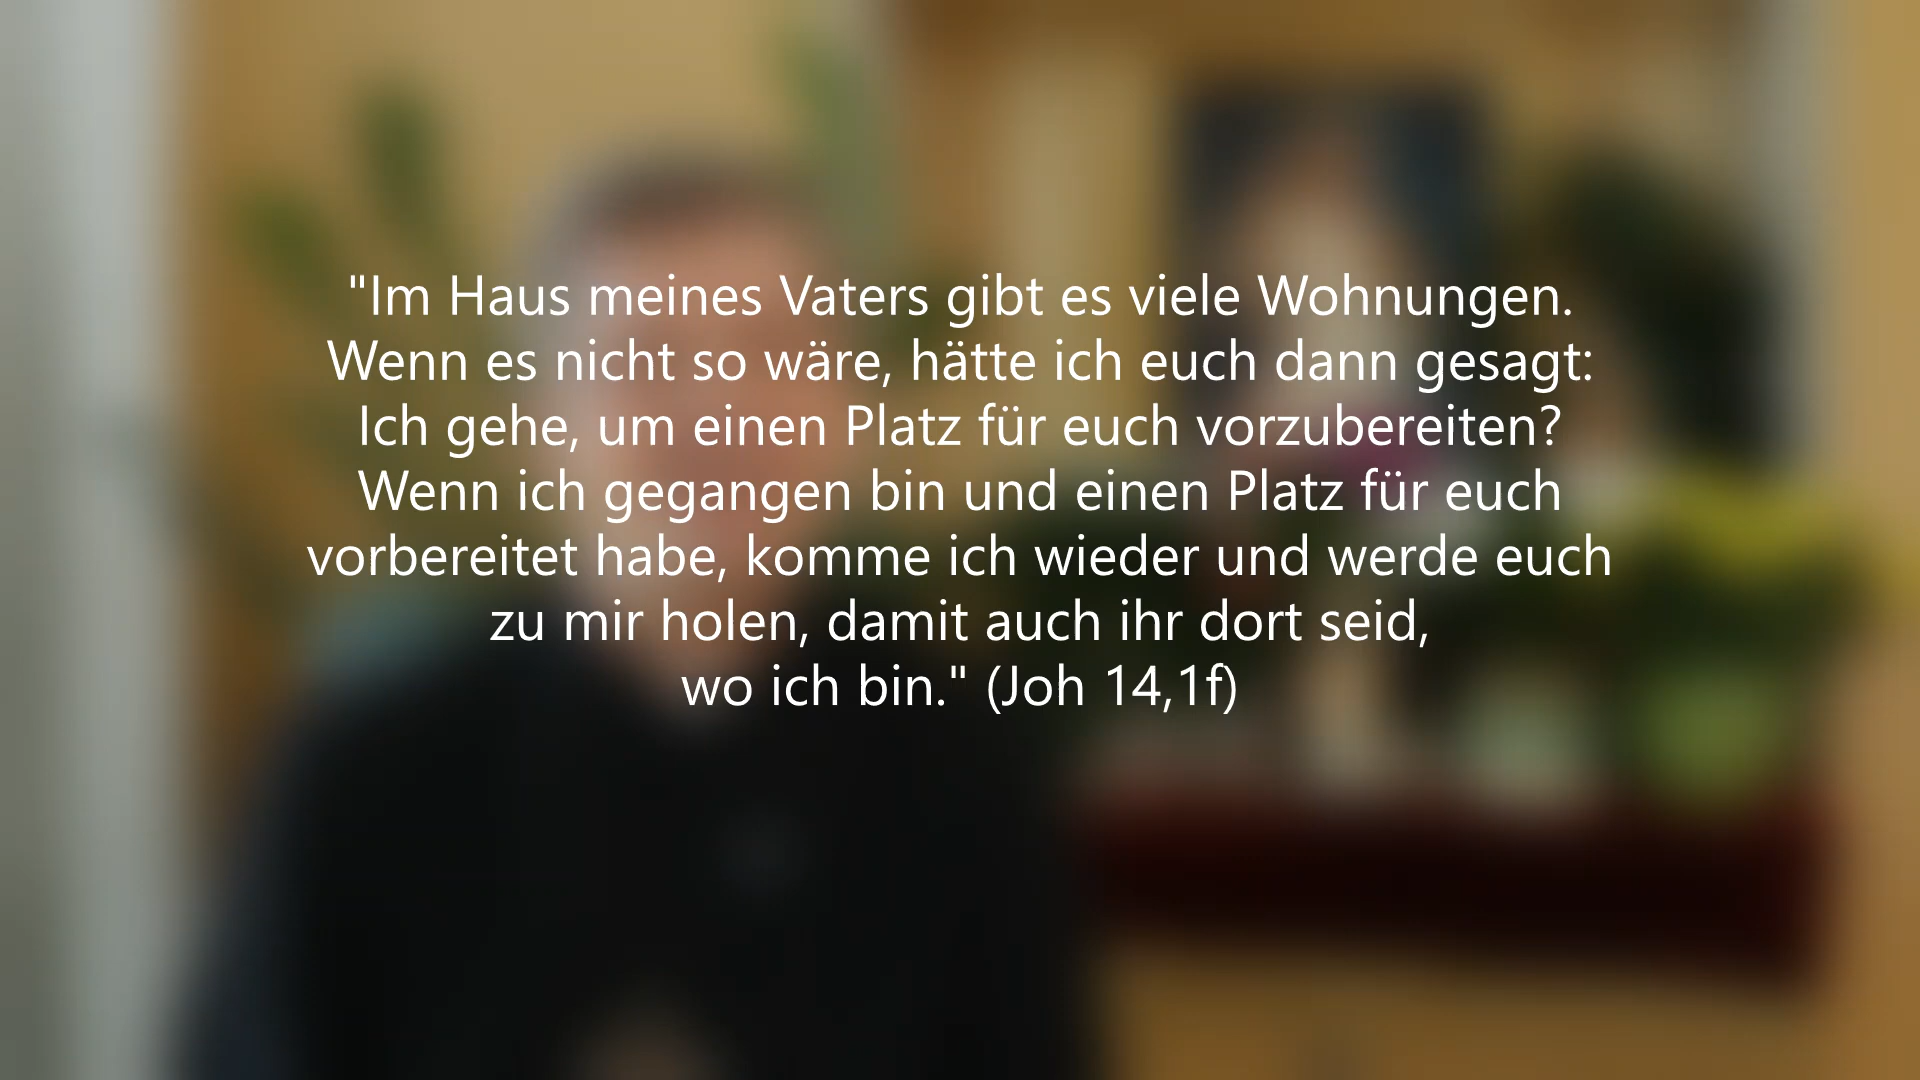 "Im Haus meines Vaters gibt es viele Wohnungen.
Wenn es nicht so wäre, hätte ich euch dann gesagt:
Ich gehe, um einen Platz für euch vorzubereiten?
Wenn ich gegangen bin und einen Platz für euch
vorbereitet habe, komme ich wieder und werde euch
zu mir holen, damit auch ihr dort seid,
wo ich bin." (Joh 14,1f)